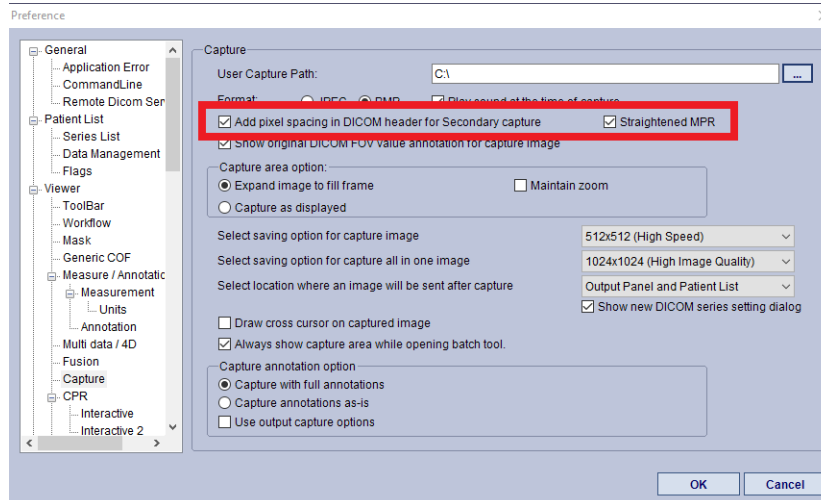 Preference
General
Application Error
CommandLine
Remote Dicom Ser
Patient List
Series List
Data Management
Flags
Viewer
ToolBar
Workflow
Mask
Generic COF
Measure / Annotatic
Measurement
Units
Annotation
Multi data / 4D
Fusion
Capture
CPR
Interactive
Interactive 2
Capture
User Capture Path: C:\ ...
Format: JPEG BMP Play sound at the time of capture
Add pixel spacing in DICOM header for Secondary capture Straightened MPR
Show original DICOM FOV value annotation for capture image
Capture area option:
Expand image to fill frame Maintain zoom
Capture as displayed
Select saving option for capture image 512x512 (High Speed)
Select saving option for capture all in one image 1024x1024 (High Image Quality)
Select location where an image will be sent after capture Output Panel and Patient List
Show new DICOM series setting dialog
Draw cross cursor on captured image
Always show capture area while opening batch tool.
Capture annotation option
Capture with full annotations
Capture annotations as-is
Use output capture options
OK Cancel